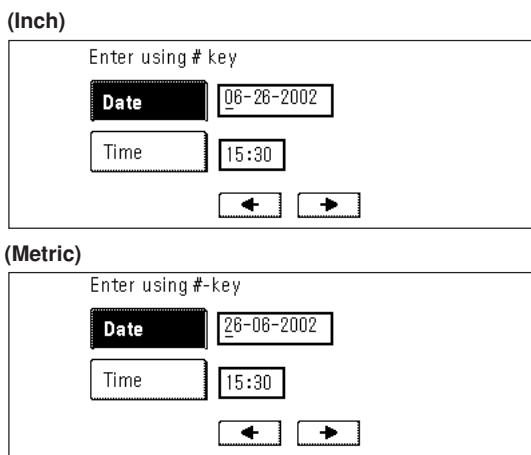 (Inch)
Enter using # key
Date 06-26-2002
Time 15:30
(Metric)
Enter using #-key
Date 26-06-2002
Time 15:30